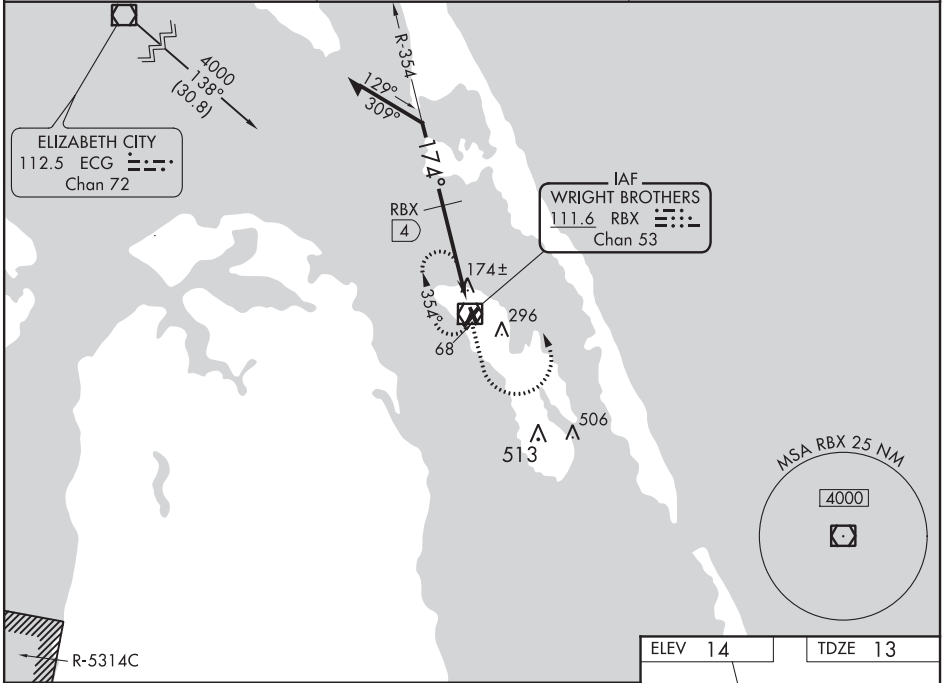 4000
138°
(30.8)
ELIZABETH CITY
112.5 ECG
Chan 72
R-354
129°
309°
174°
RBX
4
IAF
WRIGHT BROTHERS
111.6 RBX
Chan 53
174±
354°
296
68
506
513
MSA RBX 25 NM
4000
R-5314C
ELEV 14
TDZE 13